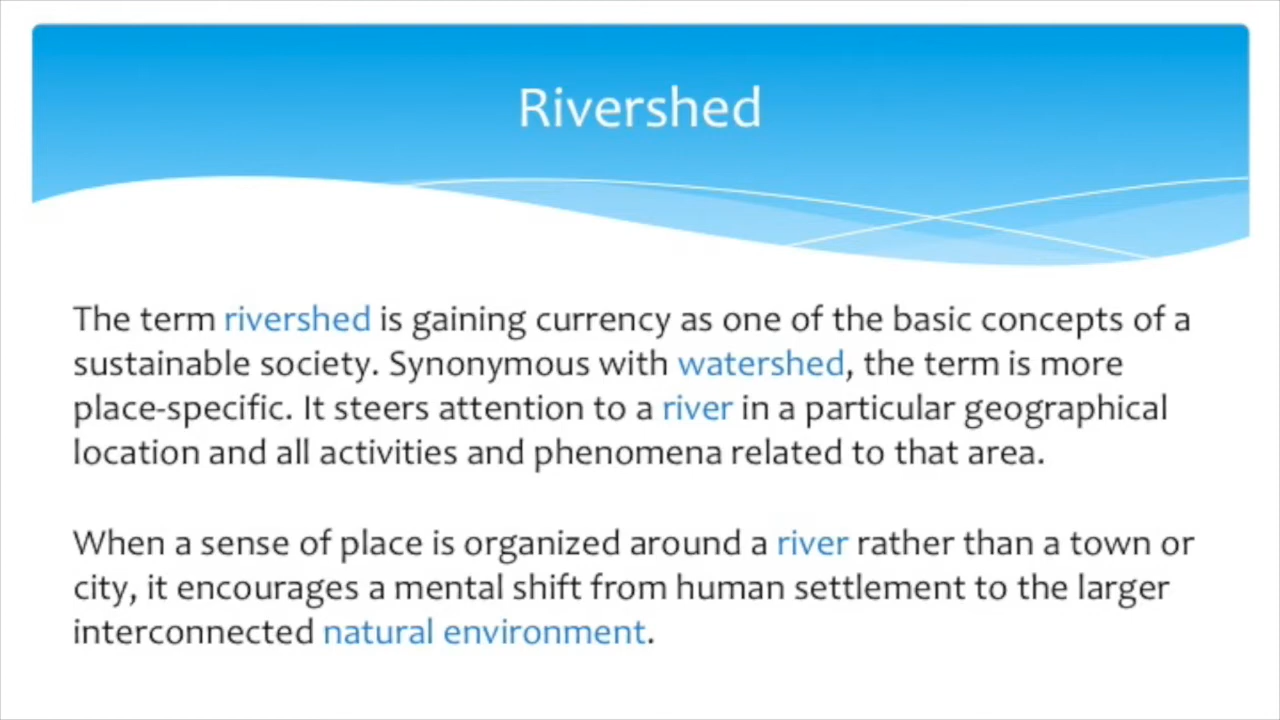 Rivershed
The term rivershed is gaining currency as one of the basic concepts of a
sustainable society. Synonymous with watershed, the term is more
place-specific. It steers attention to a river in a particular geographical
location and all activities and phenomena related to that area.
When a sense of place is organized around a river rather than a town or
city, it encourages a mental shift from human settlement to the larger
interconnected natural environment.